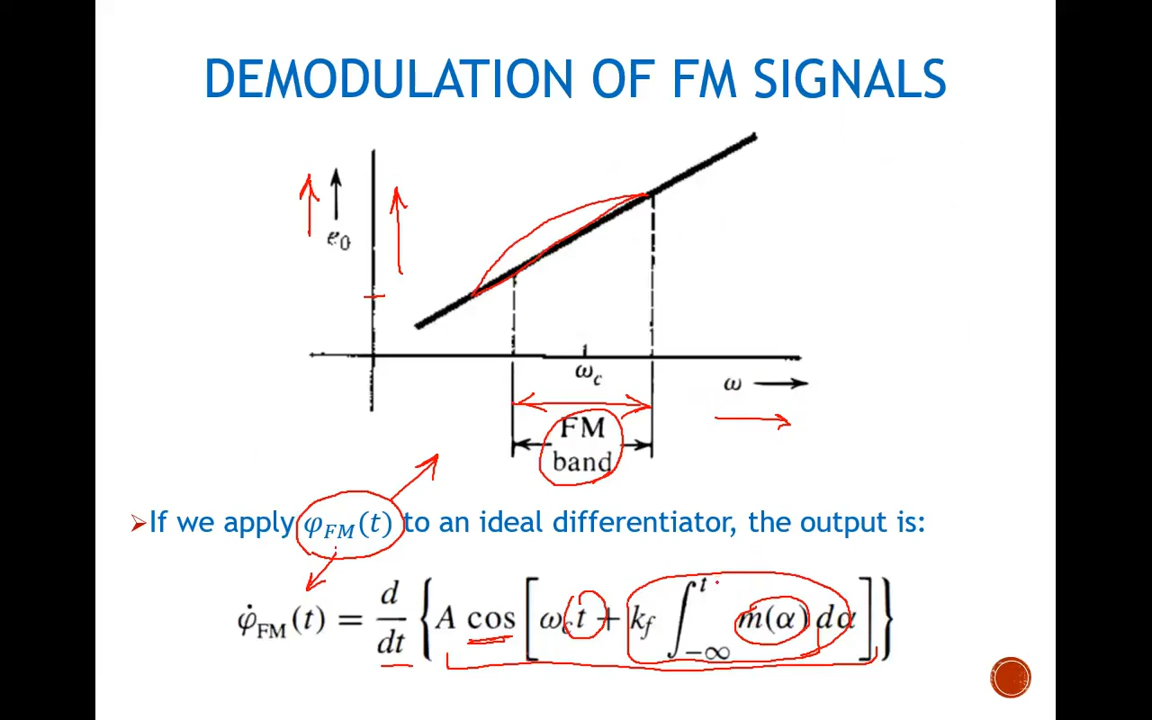 DEMODULATION OF FM SIGNALS
e₀
ω_c
ω
FM
band
➢If we apply φ_FM(t) to an ideal differentiator, the output is:
φ̇_FM(t) = d/dt { A cos [ ω_c t + k_f ∫_{-∞}^{t} m(α) dα ] }